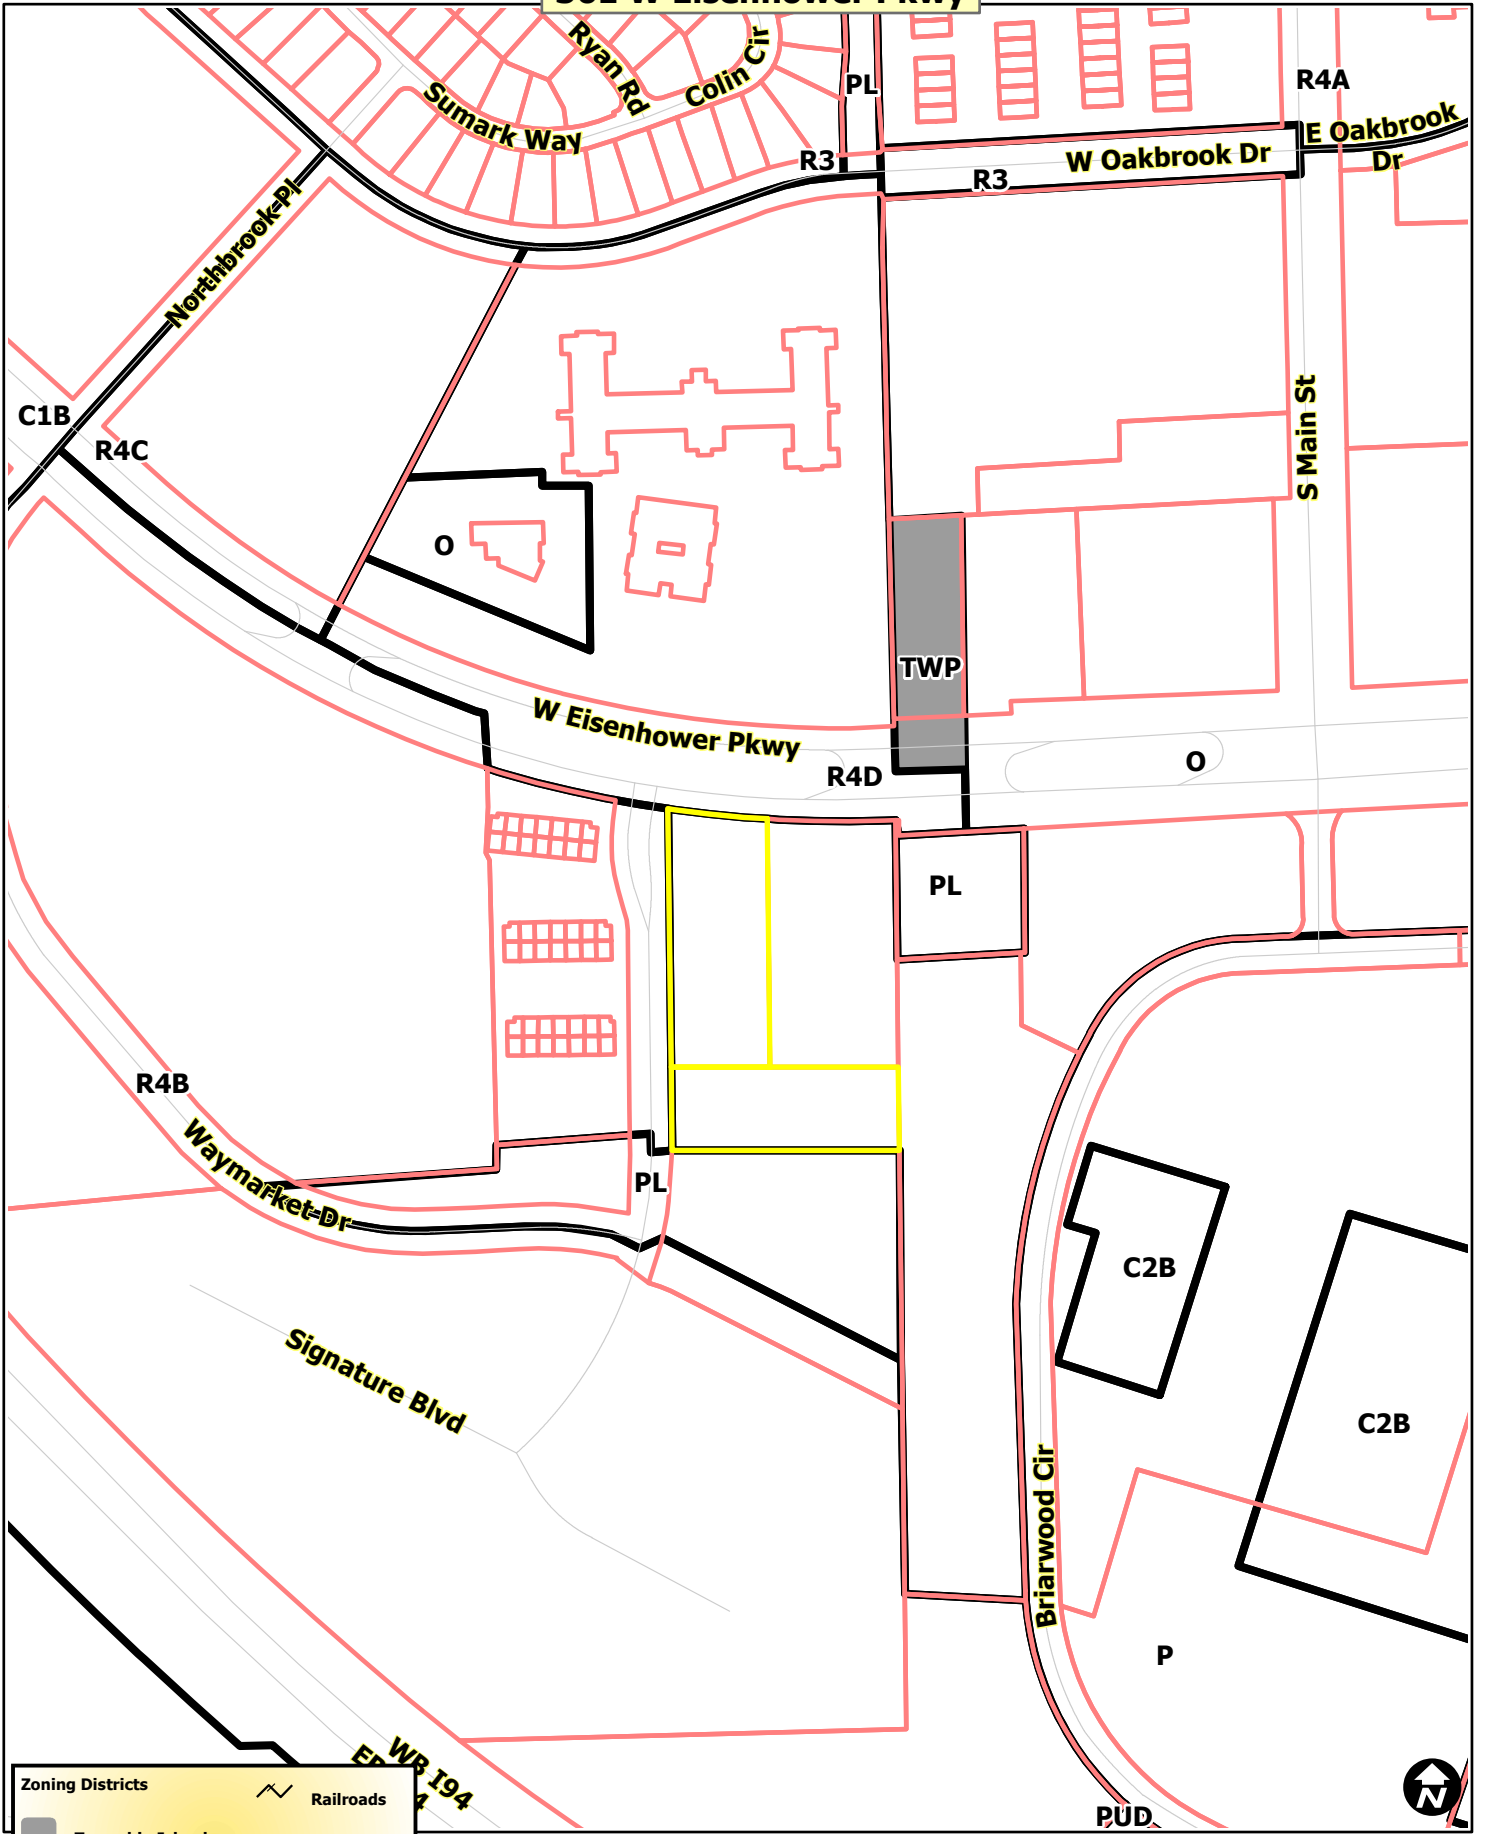 Ryan Rd
Colin Cir
Sumark Way
PL
R4A
E Oakbrook
Dr
W Oakbrook Dr
R3
R3
Northbrook Pl
C1B
R4C
S Main St
O
TWP
W Eisenhower Pkwy
R4D
O
PL
R4B
Waymarket Dr
PL
C2B
Signature Blvd
C2B
Briarwood Cir
P
WB I94
Zoning Districts
Railroads
PUD
N